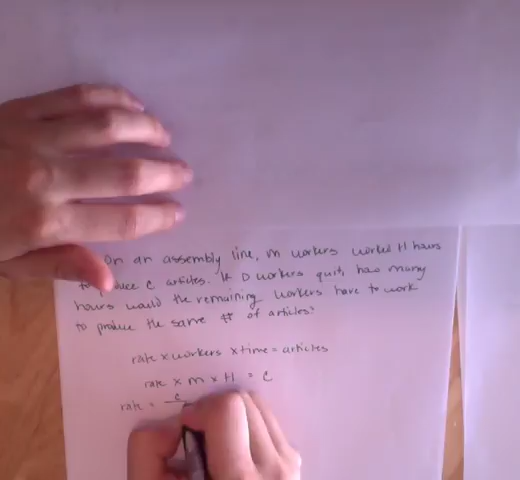 On an assembly line, m workers worked H hours
to produce C articles. If D workers quit, how many
hours would the remaining workers have to work
to produce the same # of articles?
rate x workers x time = articles
rate x m x H = C
rate = C